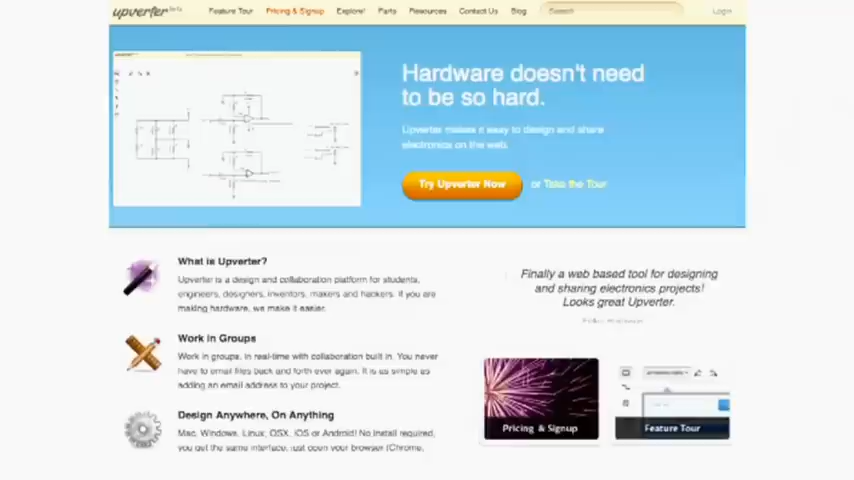 upverter beta
Feature Tour Pricing & Signup Explore! Parts Resources Contact Us Blog Search Login
Hardware doesn't need
to be so hard.
Upverter makes it easy to design and share
electronics on the web.
Try Upverter Now or Take the Tour
What is Upverter?
Upverter is a design and collaboration platform for students,
engineers, designers, inventors, makers and hackers. If you are
making hardware, we make it easier.
Work in Groups
Work in groups, in real-time with collaboration built in. You never
have to email files back and forth ever again. It is as simple as
adding an email address to your project.
Design Anywhere, On Anything
Mac, Windows, Linux, OSX, iOS or Android! No install required,
you get the same interface, just open your browser (Chrome,
Finally a web based tool for designing
and sharing electronics projects!
Looks great Upverter.
Pricing & Signup
Feature Tour